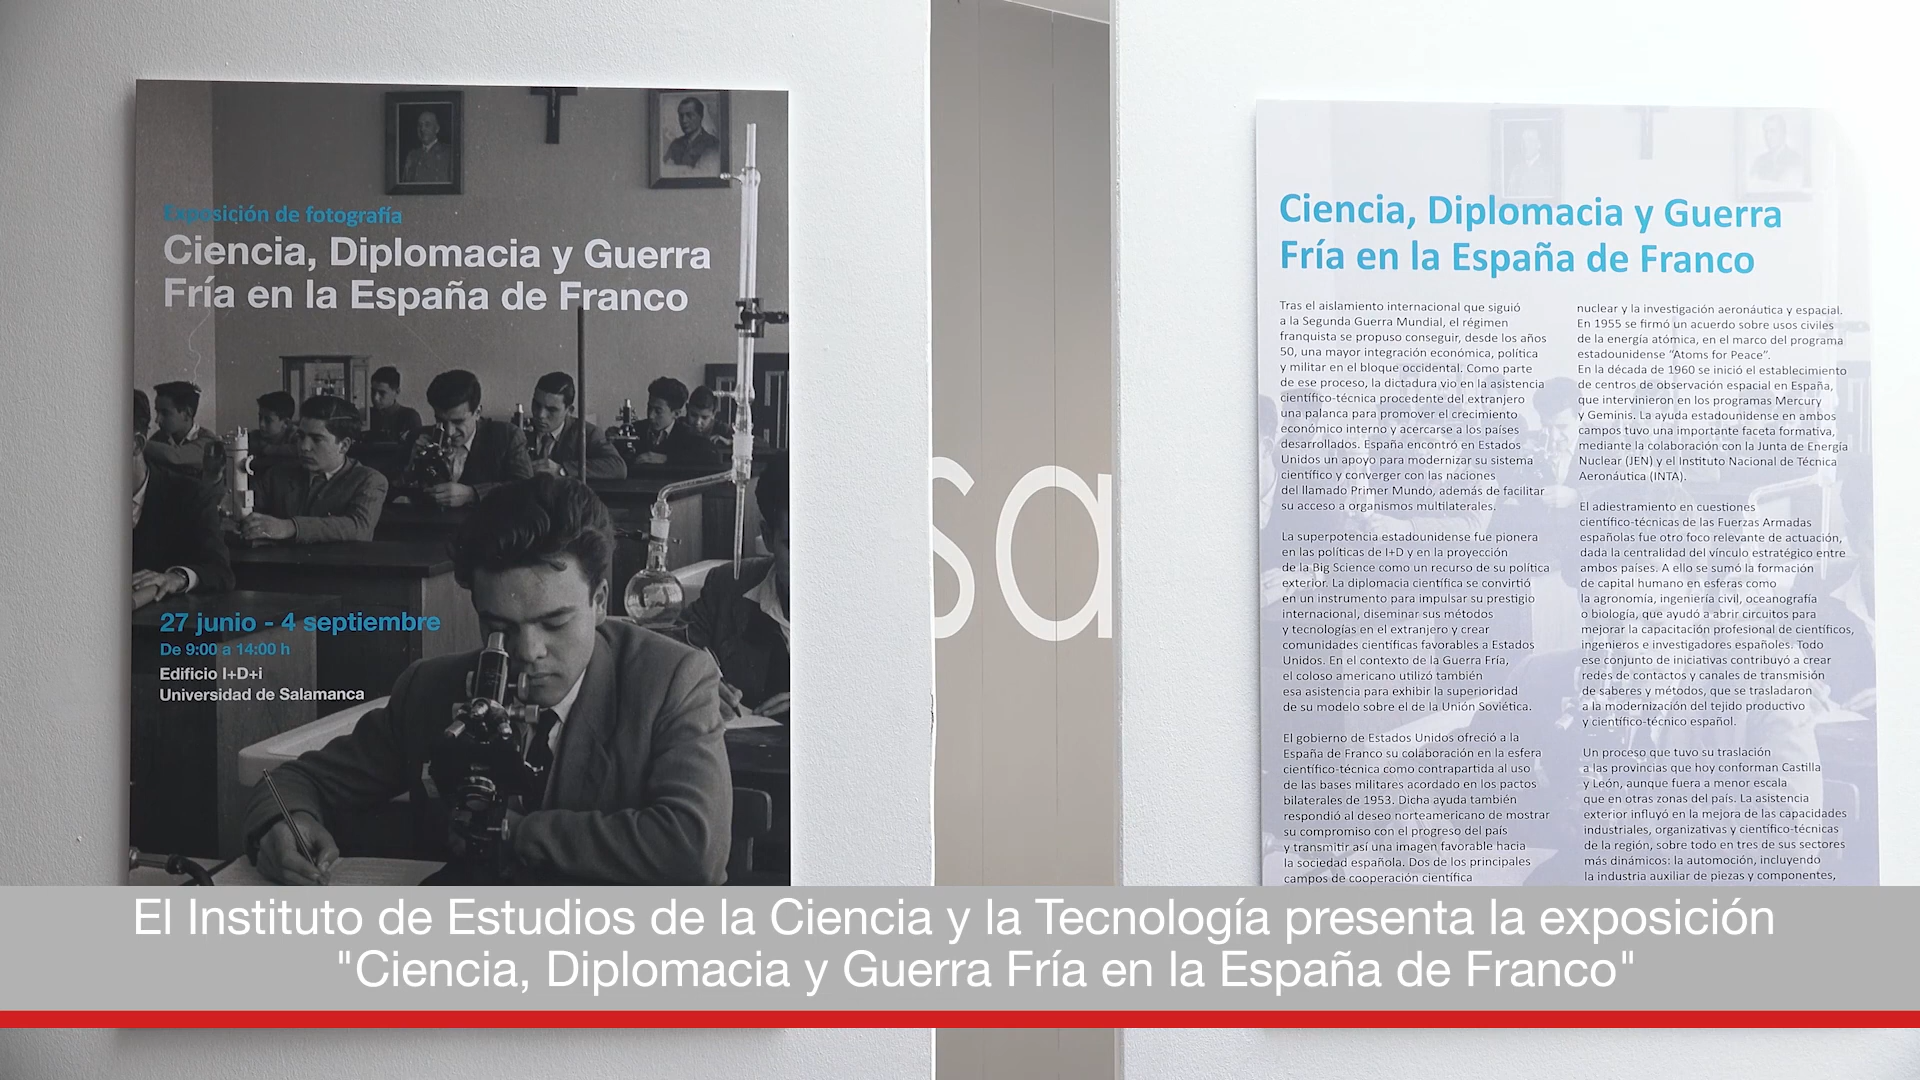 Exposición de fotografía
Ciencia, Diplomacia y Guerra
Fría en la España de Franco
27 junio - 4 septiembre
De 9:00 a 14:00 h
Edificio I+D+i
Universidad de Salamanca
sa
Ciencia, Diplomacia y Guerra
Fría en la España de Franco
Tras el aislamiento internacional que siguió
a la Segunda Guerra Mundial, el régimen
franquista se propuso conseguir, desde los años
50, una mayor integración económica, política
y militar en el bloque occidental. Como parte
de ese proceso, la dictadura vio en la asistencia
científico-técnica procedente del extranjero
una palanca para promover el crecimiento
económico interno y acercarse a los países
desarrollados. España encontró en Estados
Unidos un apoyo para modernizar su sistema
científico y converger con las naciones
del llamado Primer Mundo, además de facilitar
su acceso a organismos multilaterales.
La superpotencia estadounidense fue pionera
en las políticas de I+D y en la proyección
de la Big Science como un recurso de su política
exterior. La diplomacia científica se convirtió
en un instrumento para impulsar su prestigio
internacional, diseminar sus métodos
y tecnologías en el extranjero y crear
comunidades científicas favorables a Estados
Unidos. En el contexto de la Guerra Fría,
el coloso americano utilizó también
esa asistencia para exhibir la superioridad
de su modelo sobre el de la Unión Soviética.
El gobierno de Estados Unidos ofreció a la
España de Franco su colaboración en la esfera
científico-técnica como contrapartida al uso
de las bases militares acordado en los pactos
bilaterales de 1953. Dicha ayuda también
respondió al deseo norteamericano de mostrar
su compromiso con el progreso del país
y transmitir así una imagen favorable hacia
la sociedad española. Dos de los principales
campos de cooperación científica
nuclear y la investigación aeronáutica y espacial.
En 1955 se firmó un acuerdo sobre usos civiles
de la energía atómica, en el marco del programa
estadounidense “Atoms for Peace”.
En la década de 1960 se inició el establecimiento
de centros de observación espacial en España,
que intervinieron en los programas Mercury
y Geminis. La ayuda estadounidense en ambos
campos tuvo una importante faceta formativa,
mediante la colaboración con la Junta de Energía
Nuclear (JEN) y el Instituto Nacional de Técnica
Aeronáutica (INTA).
El adiestramiento en cuestiones
científico-técnicas de las Fuerzas Armadas
españolas fue otro foco relevante de actuación,
dada la centralidad del vínculo estratégico entre
ambos países. A ello se sumó la formación
de capital humano en esferas como
la agronomía, ingeniería civil, oceanografía
o biología, que ayudó a abrir circuitos para
mejorar la capacitación profesional de científicos,
ingenieros e investigadores españoles. Todo
ese conjunto de iniciativas contribuyó a crear
redes de contactos y canales de transmisión
de saberes y métodos, que se trasladaron
a la modernización del tejido productivo
y científico-técnico español.
Un proceso que tuvo su traslación
a las provincias que hoy conforman Castilla
y León, aunque fuera a menor escala
que en otras zonas del país. La asistencia
exterior influyó en la mejora de las capacidades
industriales, organizativas y científico-técnicas
de la región, sobre todo en tres de sus sectores
más dinámicos: la automoción, incluyendo
la industria auxiliar de piezas y componentes,
El Instituto de Estudios de la Ciencia y la Tecnología presenta la exposición
"Ciencia, Diplomacia y Guerra Fría en la España de Franco"